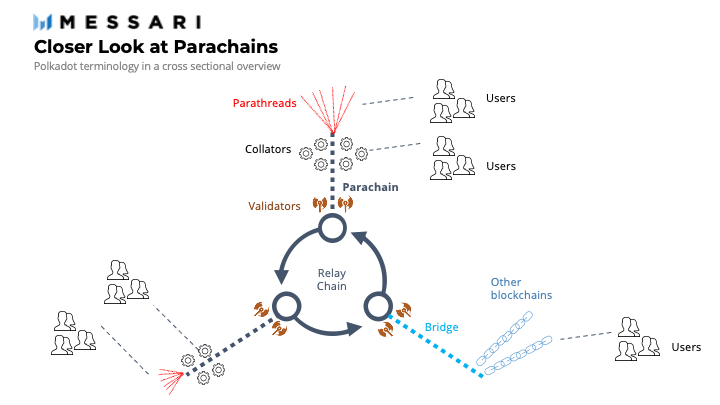 MESSARI
Closer Look at Parachains
Polkadot terminology in a cross sectional overview
Parathreads
Users
Collators
Users
Parachain
Validators
Relay
Chain
Other
blockchains
Bridge
Users